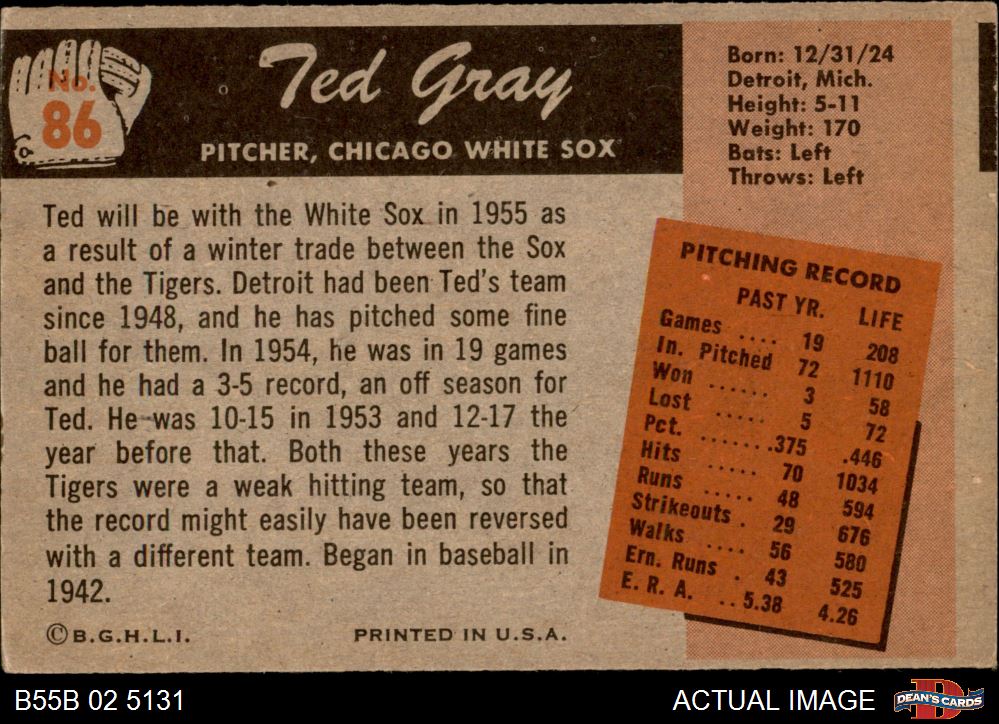 No.
86
Ted Gray
PITCHER, CHICAGO WHITE SOX
Born: 12/31/24
Detroit, Mich.
Height: 5-11
Weight: 170
Bats: Left
Throws: Left
Ted will be with the White Sox in 1955 as
a result of a winter trade between the Sox
and the Tigers. Detroit had been Ted's team
since 1948, and he has pitched some fine
ball for them. In 1954, he was in 19 games
and he had a 3-5 record, an off season for
Ted. He was 10-15 in 1953 and 12-17 the
year before that. Both these years the
Tigers were a weak hitting team, so that
the record might easily have been reversed
with a different team. Began in baseball in
1942.
©B.G.H.L.I. PRINTED IN U.S.A.
PITCHING RECORD
PAST YR. LIFE
Games .... 19 208
In. Pitched 72 1110
Won ...... 3 58
Lost ..... 5 72
Pct. .......375 .446
Hits ..... 70 1034
Runs ..... 48 594
Strikeouts . 29 676
Walks .... 56 580
Ern. Runs . 43 525
E. R. A. ..5.38 4.26
B55B 02 5131 ACTUAL IMAGE DEAN'S CARDS